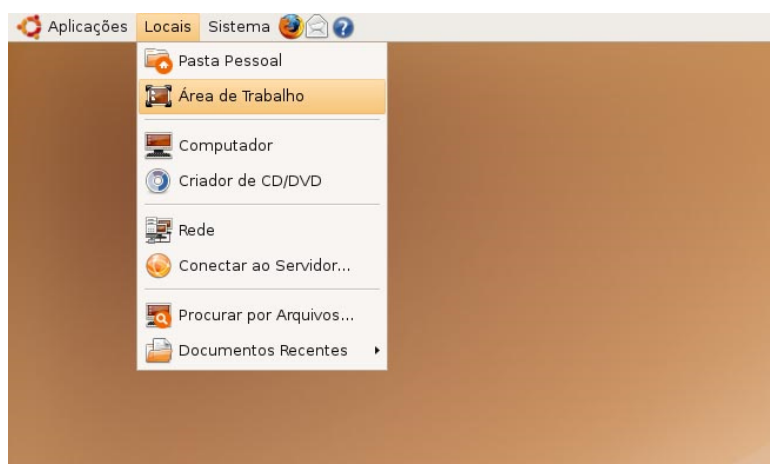 Aplicações Locais Sistema
Pasta Pessoal
Área de Trabalho
Computador
Criador de CD/DVD
Rede
Conectar ao Servidor...
Procurar por Arquivos...
Documentos Recentes